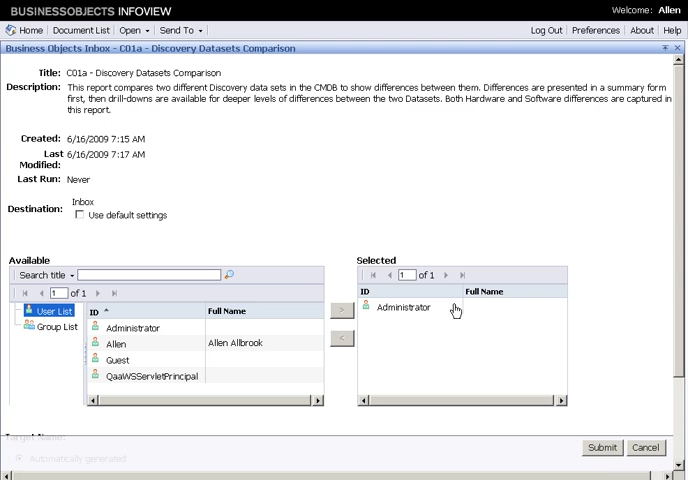 BUSINESSOBJECTS INFOVIEW
Welcome: Allen
Home Document List Open Send To Log Out Preferences About Help
Business Objects Inbox - C01a - Discovery Datasets Comparison
Title: C01a - Discovery Datasets Comparison
Description: This report compares two different Discovery data sets in the CMDB to show differences between them. Differences are presented in a summary form
first, then drill-downs are available for deeper levels of differences between the two Datasets. Both Hardware and Software differences are captured in
this report.
Created: 6/16/2009 7:15 AM
Last 6/16/2009 7:17 AM
Modified:
Last Run: Never
Inbox
Destination:
Use default settings
Available
Search title
1 of 1
User List
Group List
ID Full Name
Administrator
Allen Allen Allbrook
Guest
QaaWSServletPrincipal
>
<
Selected
1 of 1
ID Full Name
Administrator
Target Name:
Automatically generated
Submit Cancel